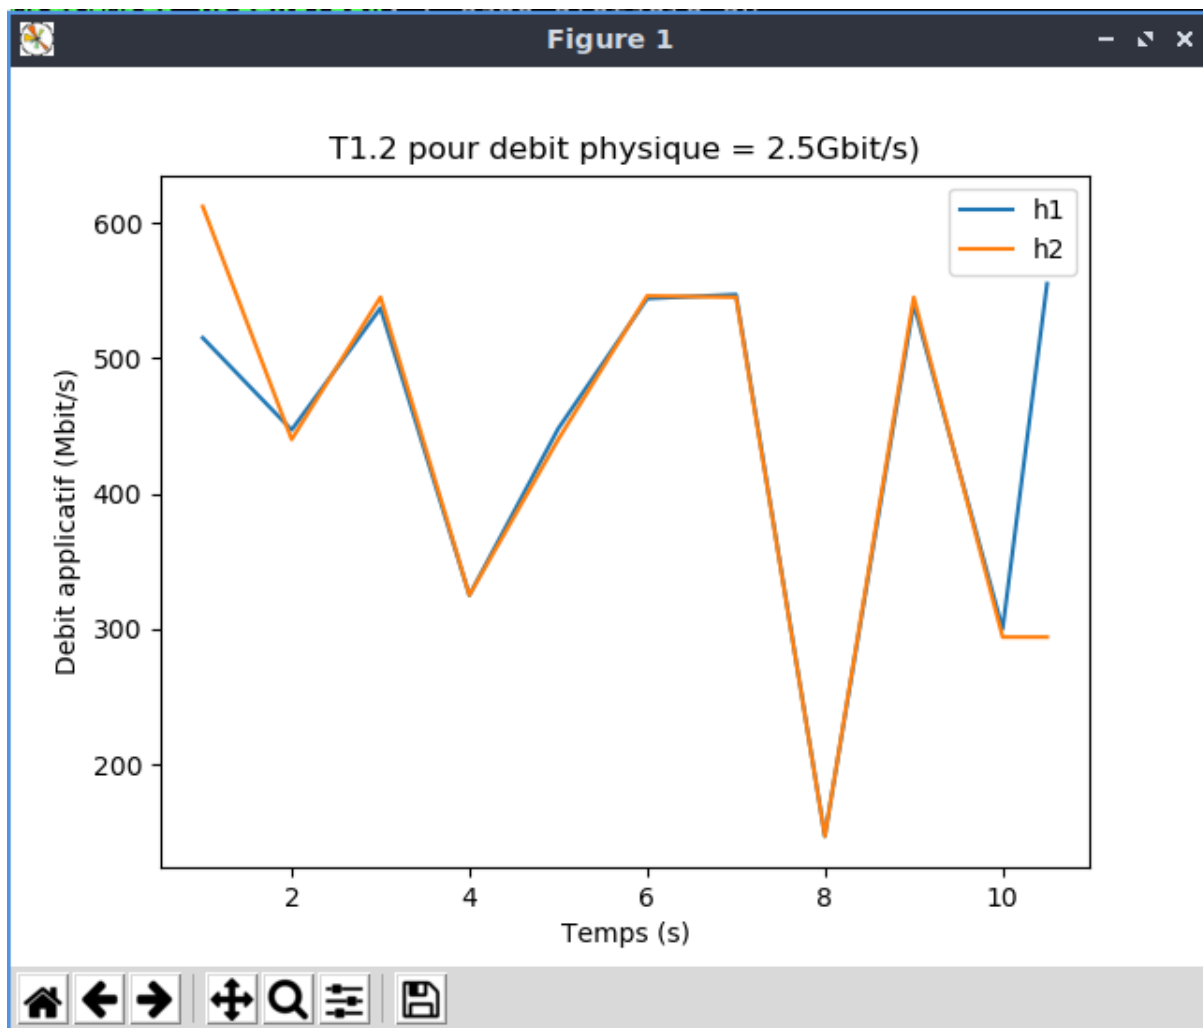 Figure 1
T1.2 pour debit physique = 2.5Gbit/s)
h1
h2
600
500
400
300
200
Debit applicatif (Mbit/s)
2 4 6 8 10
Temps (s)